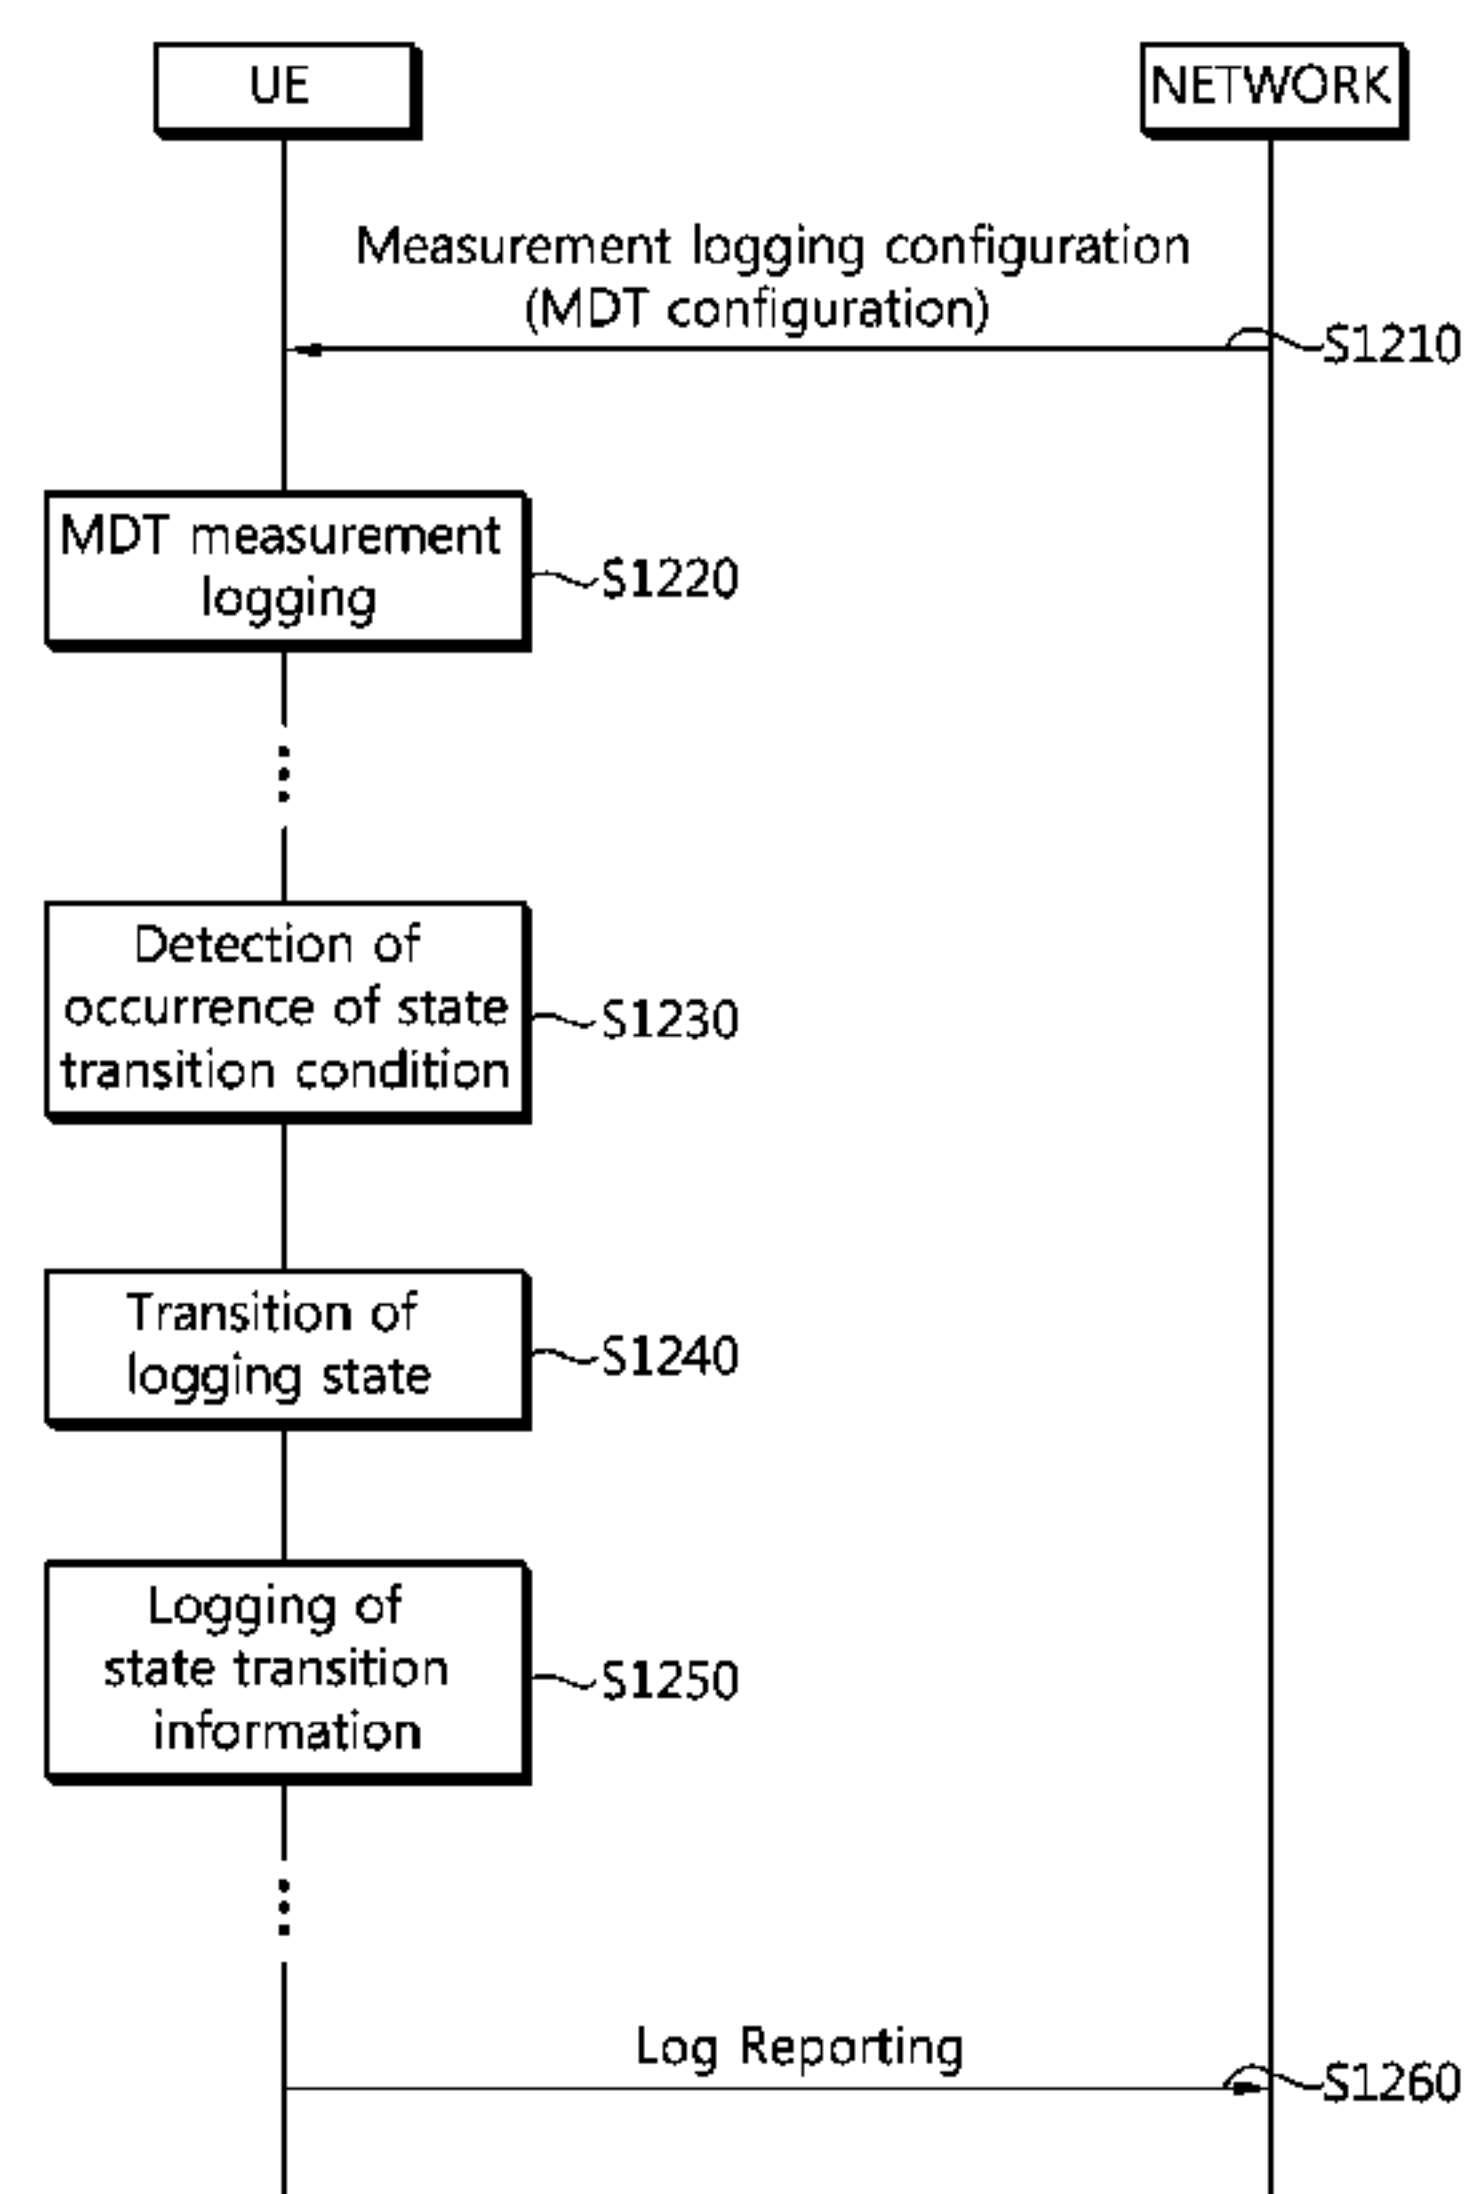 UE
NETWORK
Measurement logging configuration
(MDT configuration)
S1210
MDT measurement
logging
S1220
Detection of
occurrence of state
transition condition
S1230
Transition of
logging state
S1240
Logging of
state transition
information
S1250
Log Reporting
S1260